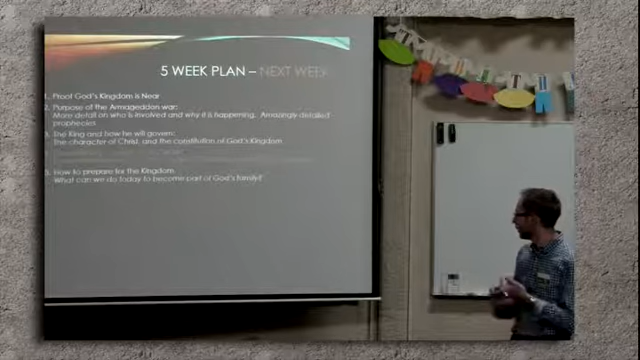 5 WEEK PLAN – NEXT WEEK
1. Proof God's Kingdom is Near
2. Purpose of the Armageddon war:
More detail on who is involved and why it is happening. Amazingly detailed
prophecies
3. The King and how he will govern:
The character of Christ, and the constitution of God's Kingdom
5. How to prepare for the Kingdom
What can we do today to become part of God's family?